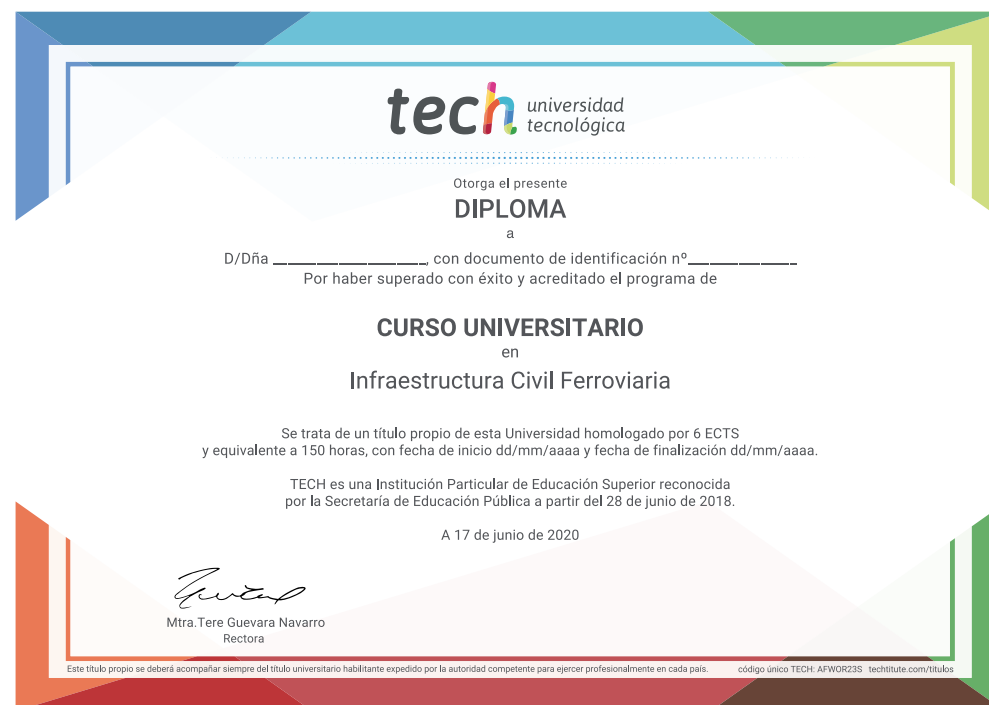 tech universidad
tecnológica
Otorga el presente
DIPLOMA
a
D/Dña ____________________, con documento de identificación nº______________
Por haber superado con éxito y acreditado el programa de
CURSO UNIVERSITARIO
en
Infraestructura Civil Ferroviaria
Se trata de un título propio de esta Universidad homologado por 6 ECTS
y equivalente a 150 horas, con fecha de inicio dd/mm/aaaa y fecha de finalización dd/mm/aaaa.
TECH es una Institución Particular de Educación Superior reconocida
por la Secretaría de Educación Pública a partir del 28 de junio de 2018.
A 17 de junio de 2020
Mtra.Tere Guevara Navarro
Rectora
Este título propio se deberá acompañar siempre del título universitario habilitante expedido por la autoridad competente para ejercer profesionalmente en cada país. código único TECH: AFWOR23S techtitute.com/titulos